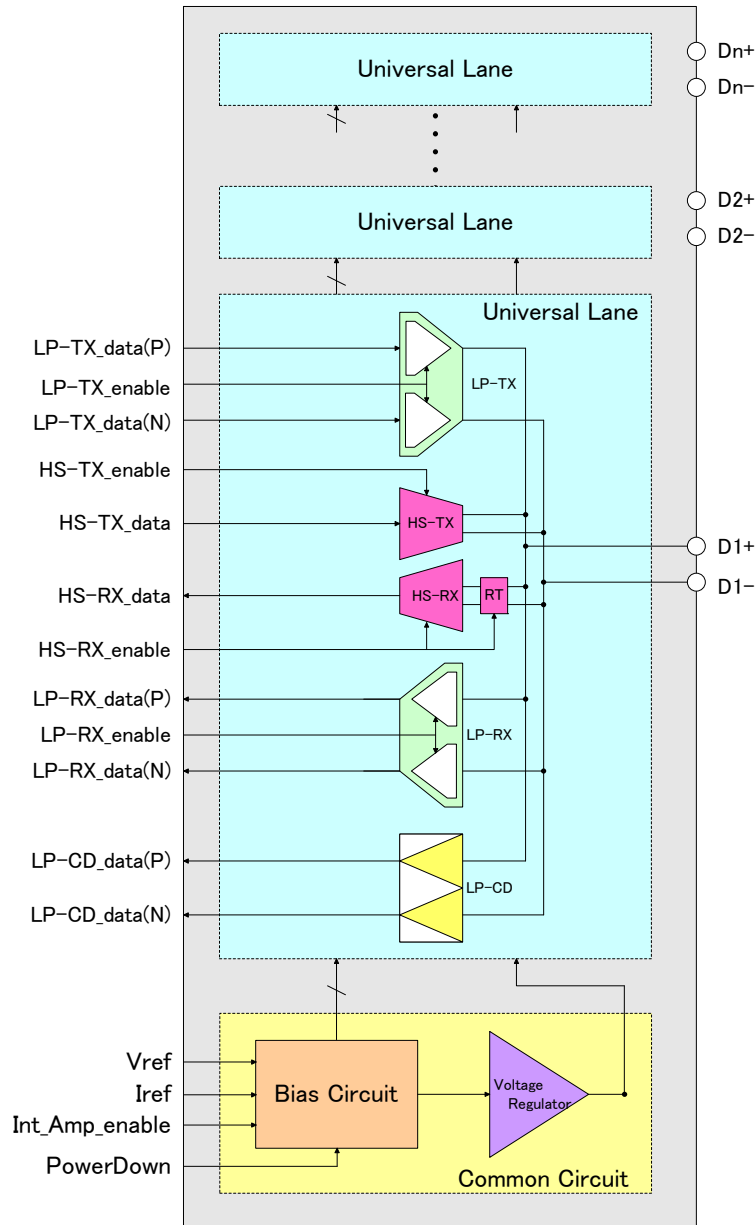 Universal Lane
Dn+
Dn-
Universal Lane
D2+
D2-
Universal Lane
LP-TX_data(P)
LP-TX_enable
LP-TX
LP-TX_data(N)
HS-TX_enable
HS-TX_data
HS-TX
D1+
D1-
HS-RX_data
HS-RX
RT
HS-RX_enable
LP-RX_data(P)
LP-RX_enable
LP-RX
LP-RX_data(N)
LP-CD_data(P)
LP-CD
LP-CD_data(N)
Vref
Iref
Int_Amp_enable
PowerDown
Bias Circuit
Voltage
Regulator
Common Circuit